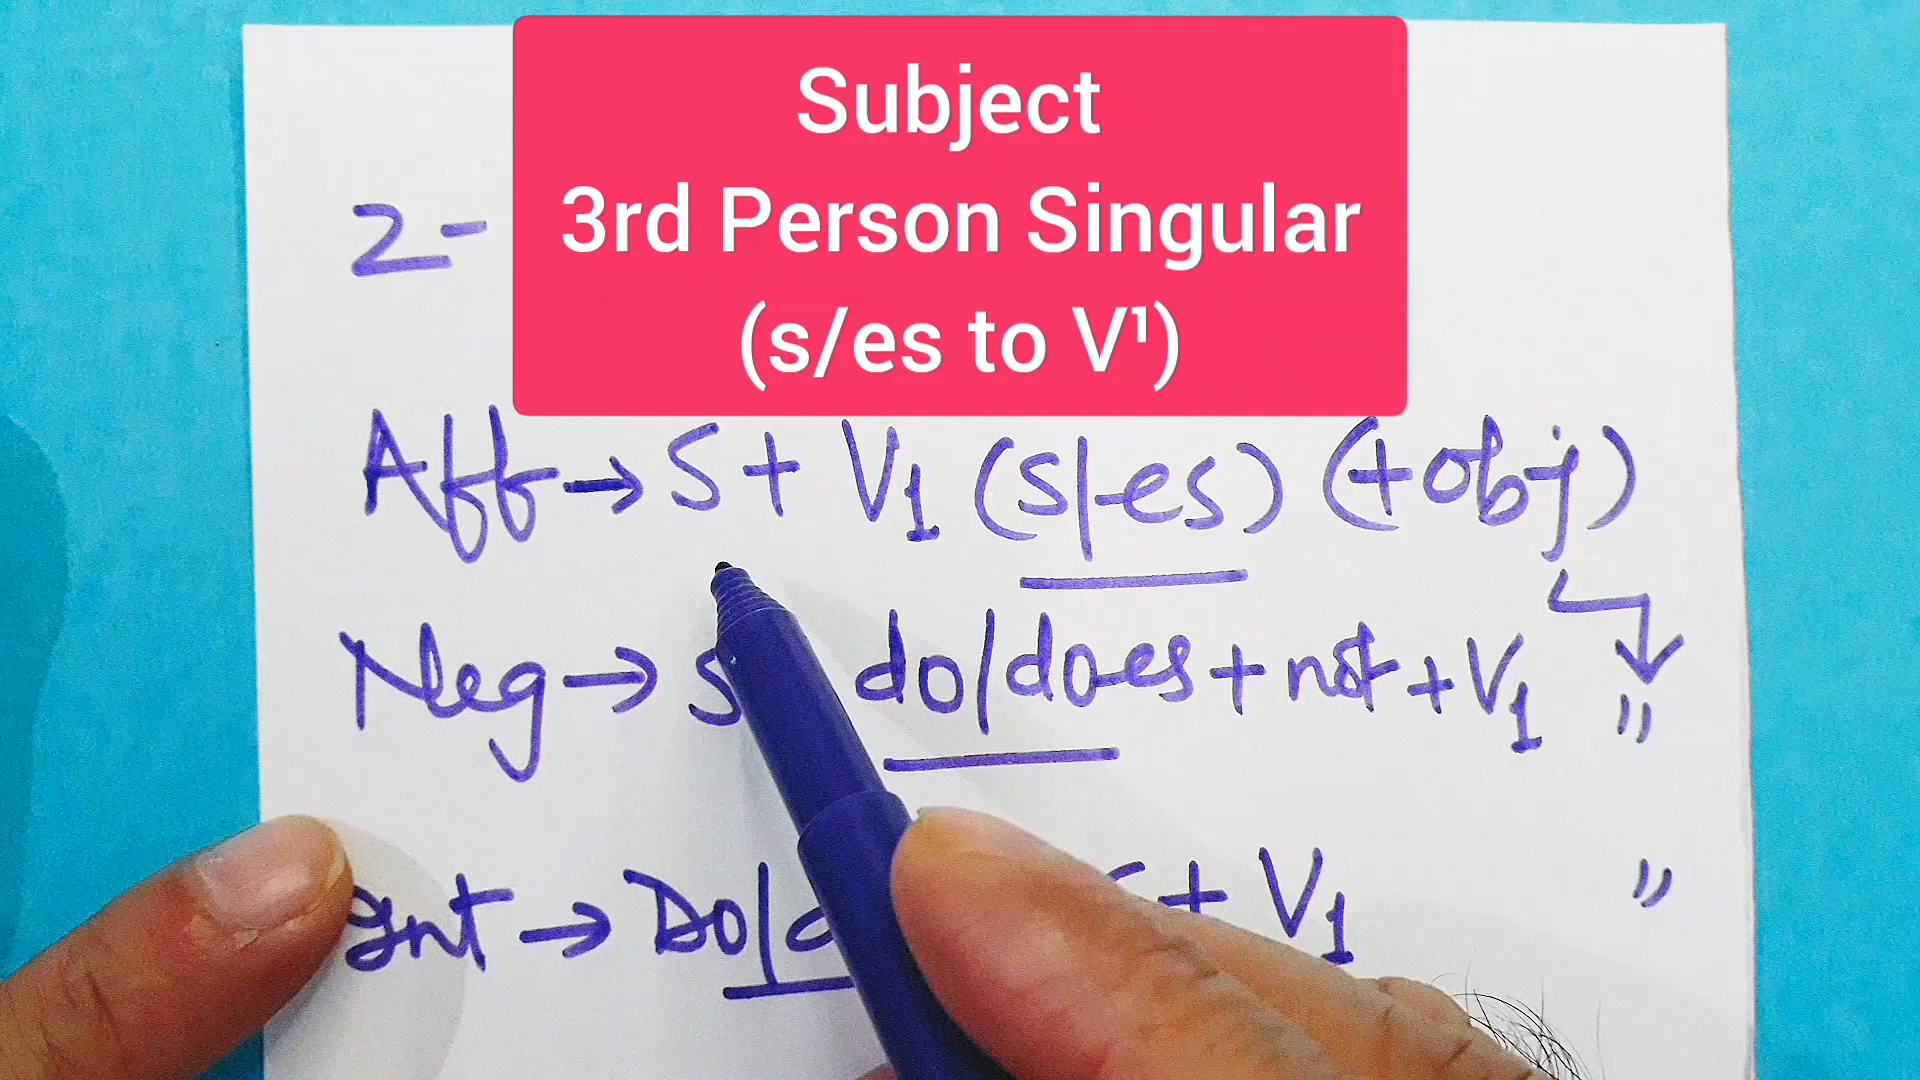 Subject
3rd Person Singular
(s/es to V¹)
2-
Aff → S + V1 (s/es) (+obj)
Neg → S do/does + not + V1 "
Int → Do/d S + V1 "